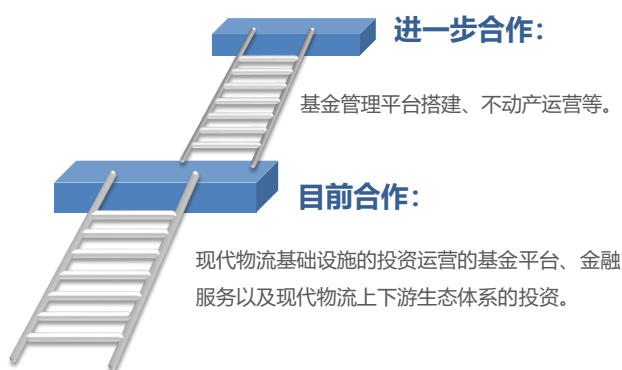 进一步合作：
基金管理平台搭建、不动产运营等。
目前合作：
现代物流基础设施的投资运营的基金平台、金融
服务以及现代物流上下游生态体系的投资。